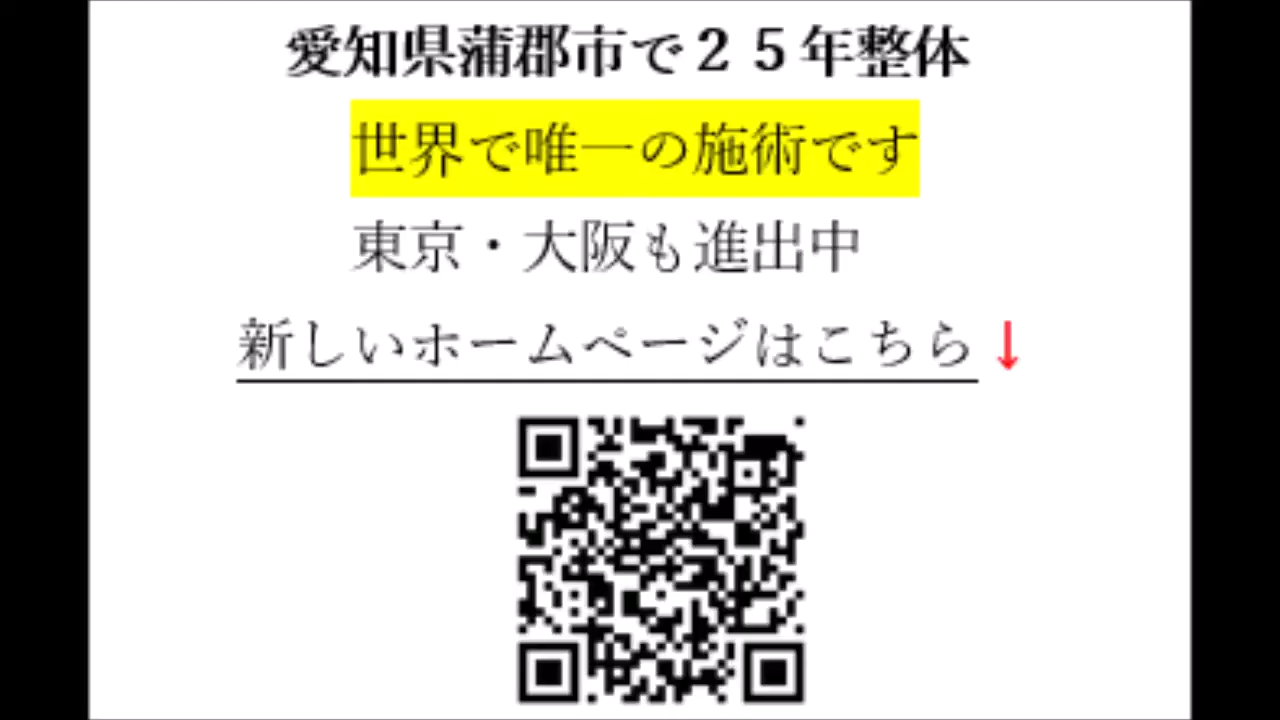 愛知県蒲郡市で２５年整体
世界で唯一の施術です
東京・大阪も進出中
新しいホームページはこちら↓